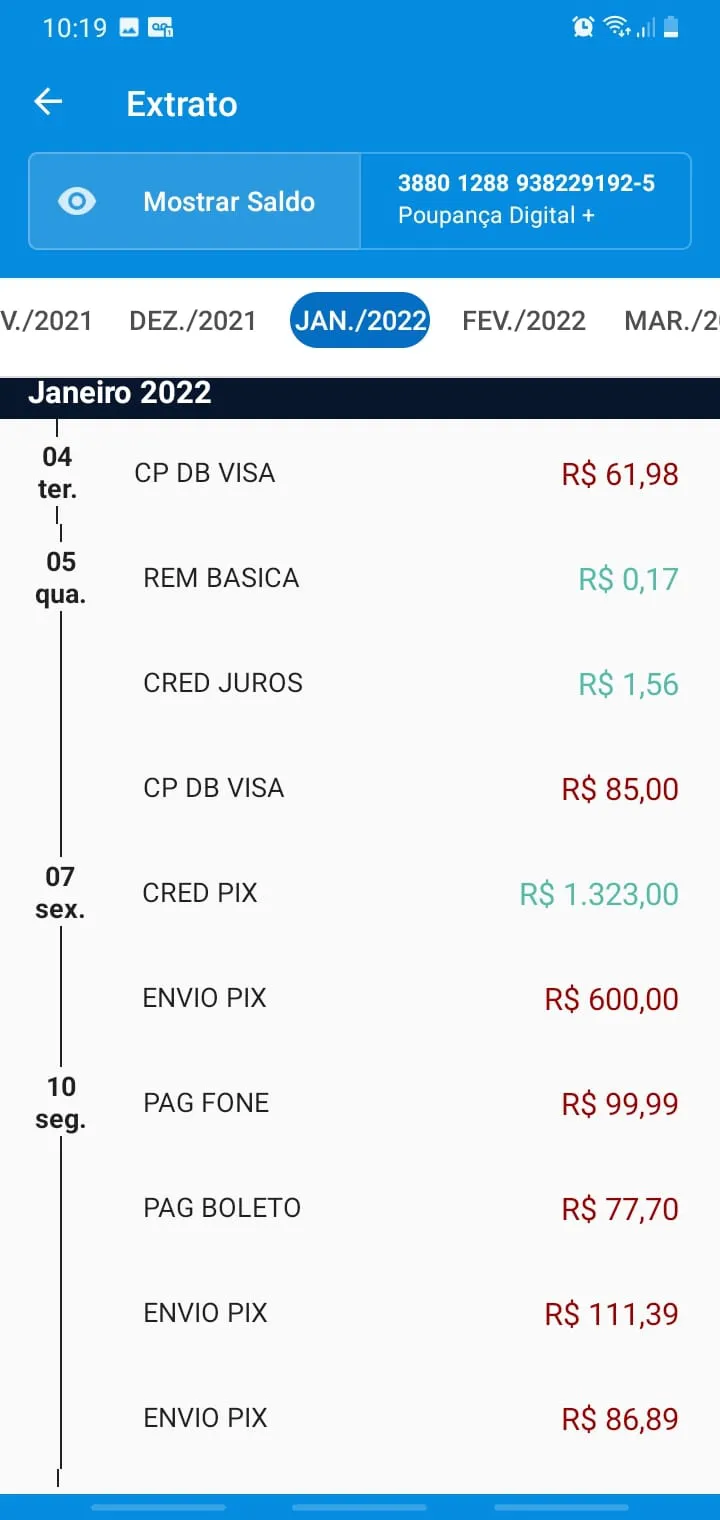 10:19
Extrato
Mostrar Saldo
3880 1288 938229192-5
Poupança Digital +
V./2021 DEZ./2021 JAN./2022 FEV./2022 MAR./2
Janeiro 2022
04
ter.
CP DB VISA R$ 61,98
05
qua.
REM BASICA R$ 0,17
CRED JUROS R$ 1,56
CP DB VISA R$ 85,00
07
sex.
CRED PIX R$ 1.323,00
ENVIO PIX R$ 600,00
10
seg.
PAG FONE R$ 99,99
PAG BOLETO R$ 77,70
ENVIO PIX R$ 111,39
ENVIO PIX R$ 86,89